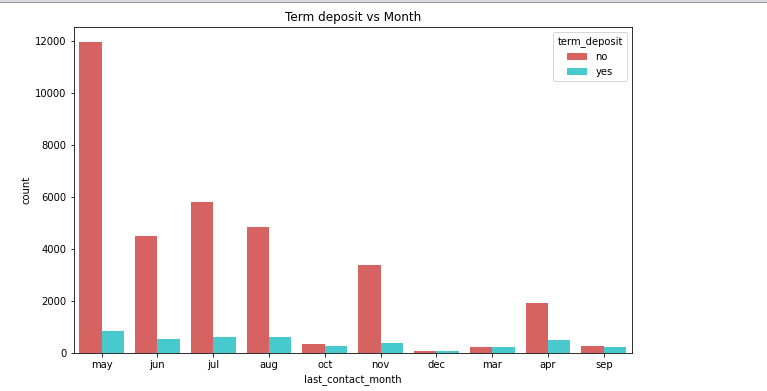 Term deposit vs Month
term_deposit
no
yes
12000
10000
8000
6000
4000
2000
0
count
may jun jul aug oct nov dec mar apr sep
last_contact_month